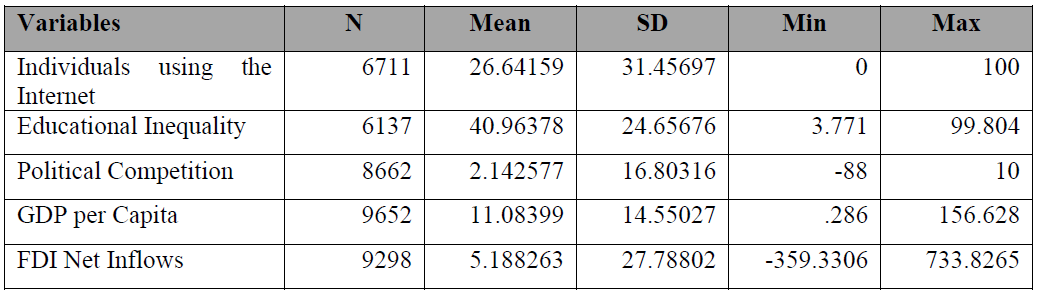 Variables N Mean SD Min Max
Individuals using the 6711 26.64159 31.45697 0 100
Internet
Educational Inequality 6137 40.96378 24.65676 3.771 99.804
Political Competition 8662 2.142577 16.80316 -88 10
GDP per Capita 9652 11.08399 14.55027 .286 156.628
FDI Net Inflows 9298 5.188263 27.78802 -359.3306 733.8265